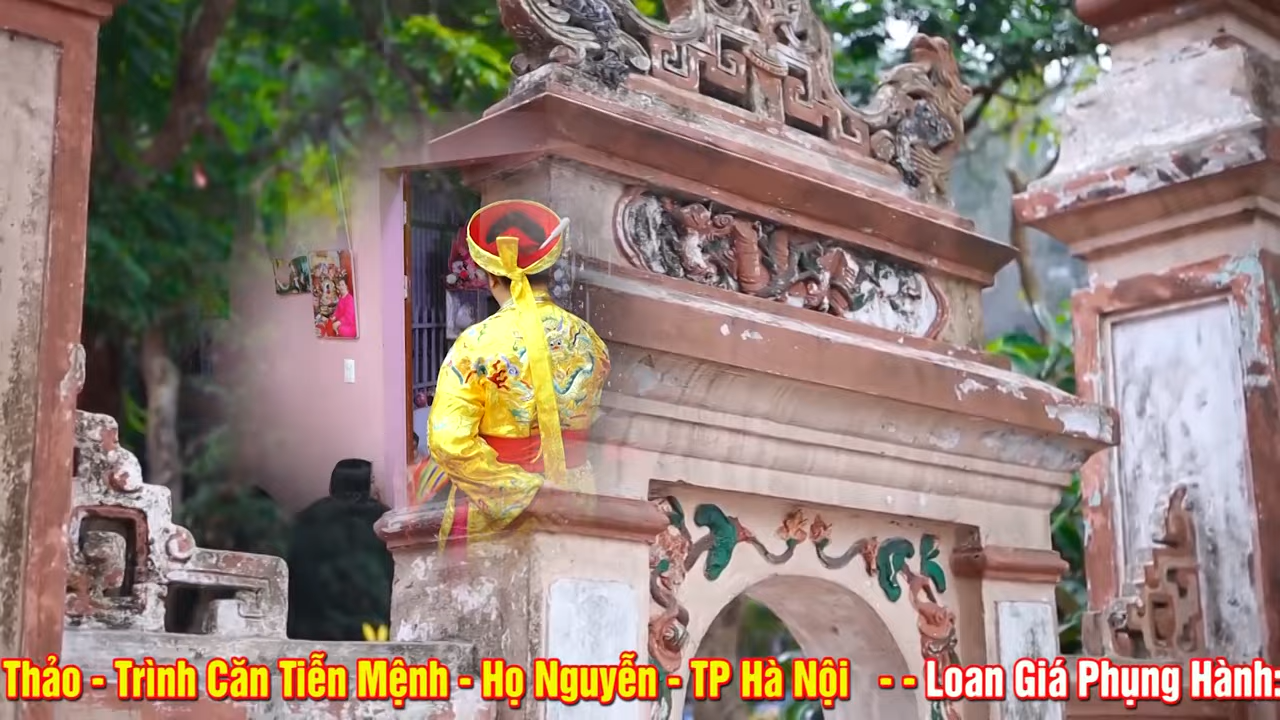 Thảo - Trình Căn Tiễn Mệnh - Họ Nguyễn - TP Hà Nội - - Loan Giá Phụng Hành: